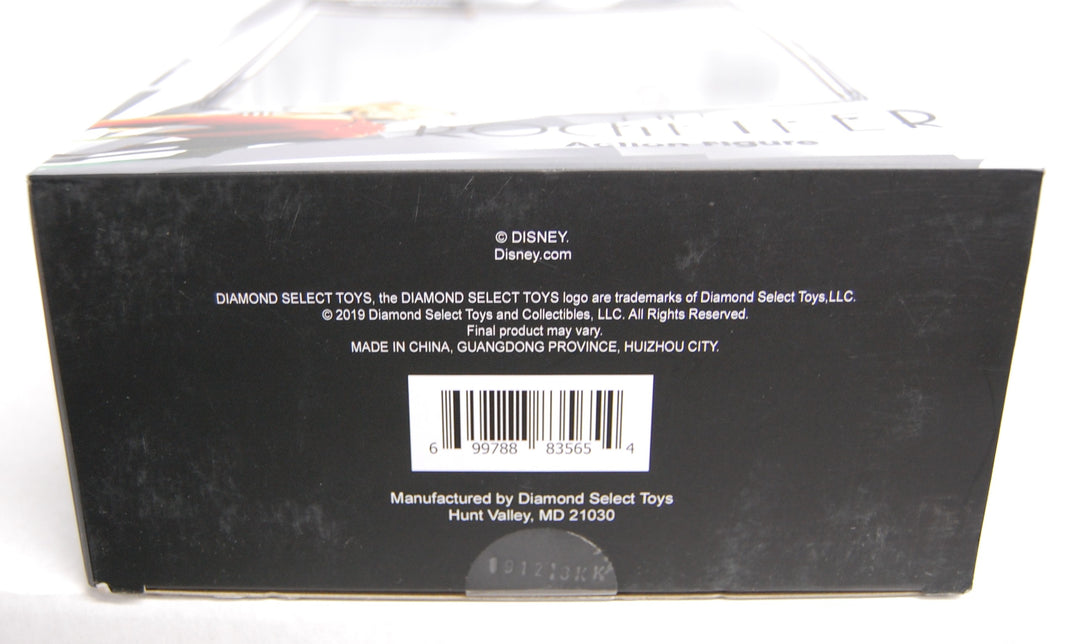 ROCKETEER
Action Figure
© DISNEY.
Disney.com
DIAMOND SELECT TOYS, the DIAMOND SELECT TOYS logo are trademarks of Diamond Select Toys,LLC.
© 2019 Diamond Select Toys and Collectibles, LLC. All Rights Reserved.
Final product may vary.
MADE IN CHINA, GUANGDONG PROVINCE, HUIZHOU CITY.
6 99788 83565 4
Manufactured by Diamond Select Toys
Hunt Valley, MD 21030